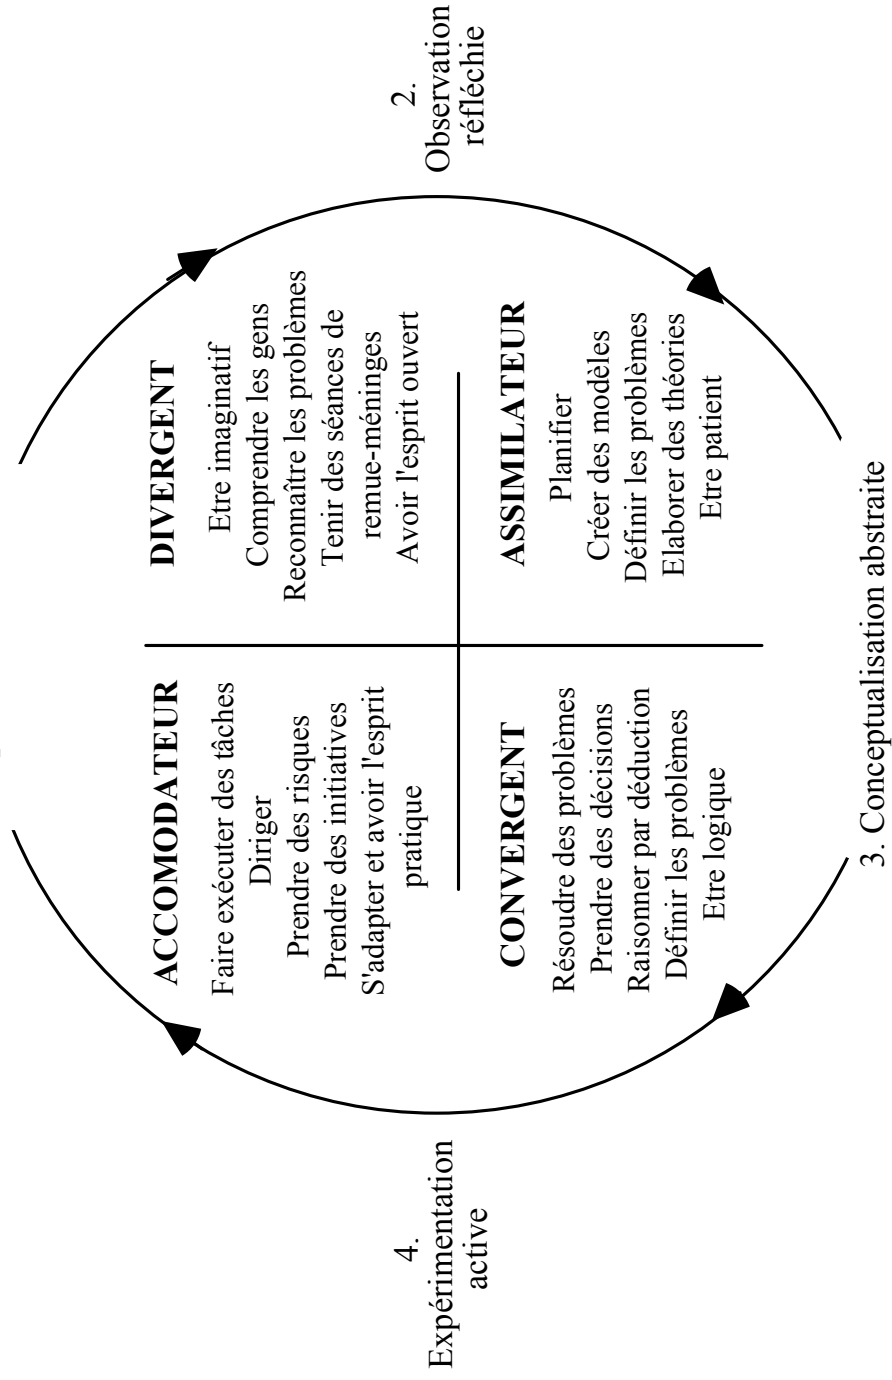 ACCOMODATEUR
Faire exécuter des tâches
Diriger
Prendre des risques
Prendre des initiatives
S'adapter et avoir l'esprit
pratique
DIVERGENT
Etre imaginatif
Comprendre les gens
Reconnaître les problèmes
Tenir des séances de
remue-méninges
Avoir l'esprit ouvert
4.
Expérimentation
active
2.
Observation
réfléchie
CONVERGENT
Résoudre des problèmes
Prendre des décisions
Raisonner par déduction
Définir les problèmes
Etre logique
ASSIMILATEUR
Planifier
Créer des modèles
Définir les problèmes
Elaborer des théories
Etre patient
3. Conceptualisation abstraite